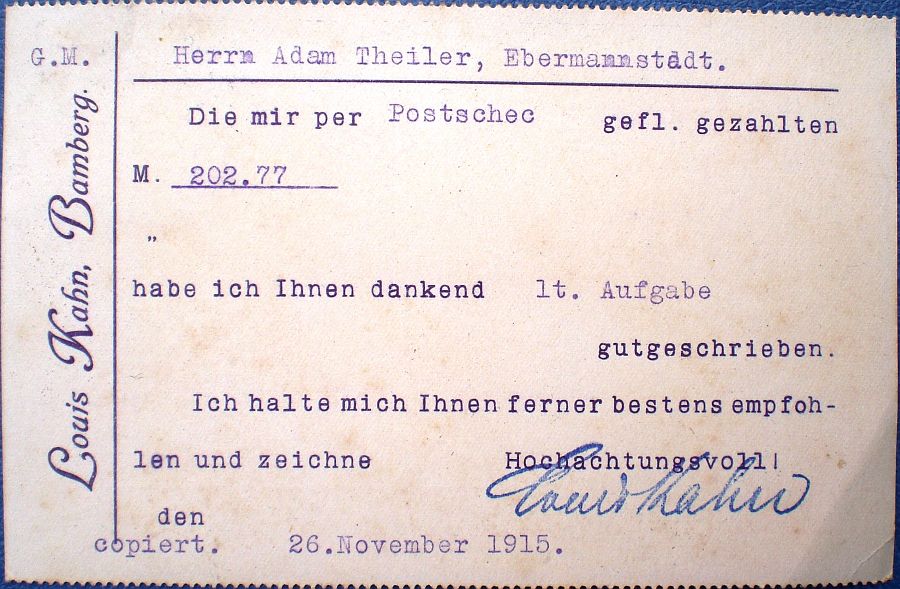 G.M.
Herrn Adam Theiler, Ebermannstadt.
Louis Kahn, Bamberg.
Die mir per Postschec gefl. gezahlten
M. 202.77
„
habe ich Ihnen dankend lt. Aufgabe
gutgeschrieben.
Ich halte mich Ihnen ferner bestens empfoh-
len und zeichne Hochachtungsvoll!
Louis Kahn
den
copiert. 26.November 1915.